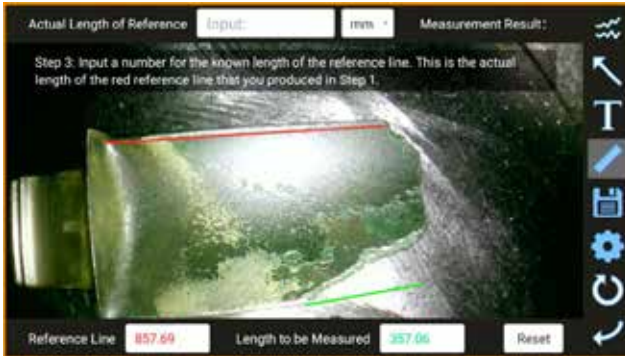 Actual Length of Reference Input: mm Measurement Result:
Step 3: Input a number for the known length of the reference line. This is the actual
length of the red reference line that you produced in Step 1.
T
Reference Line 857.69 Length to be Measured 357.06 Reset